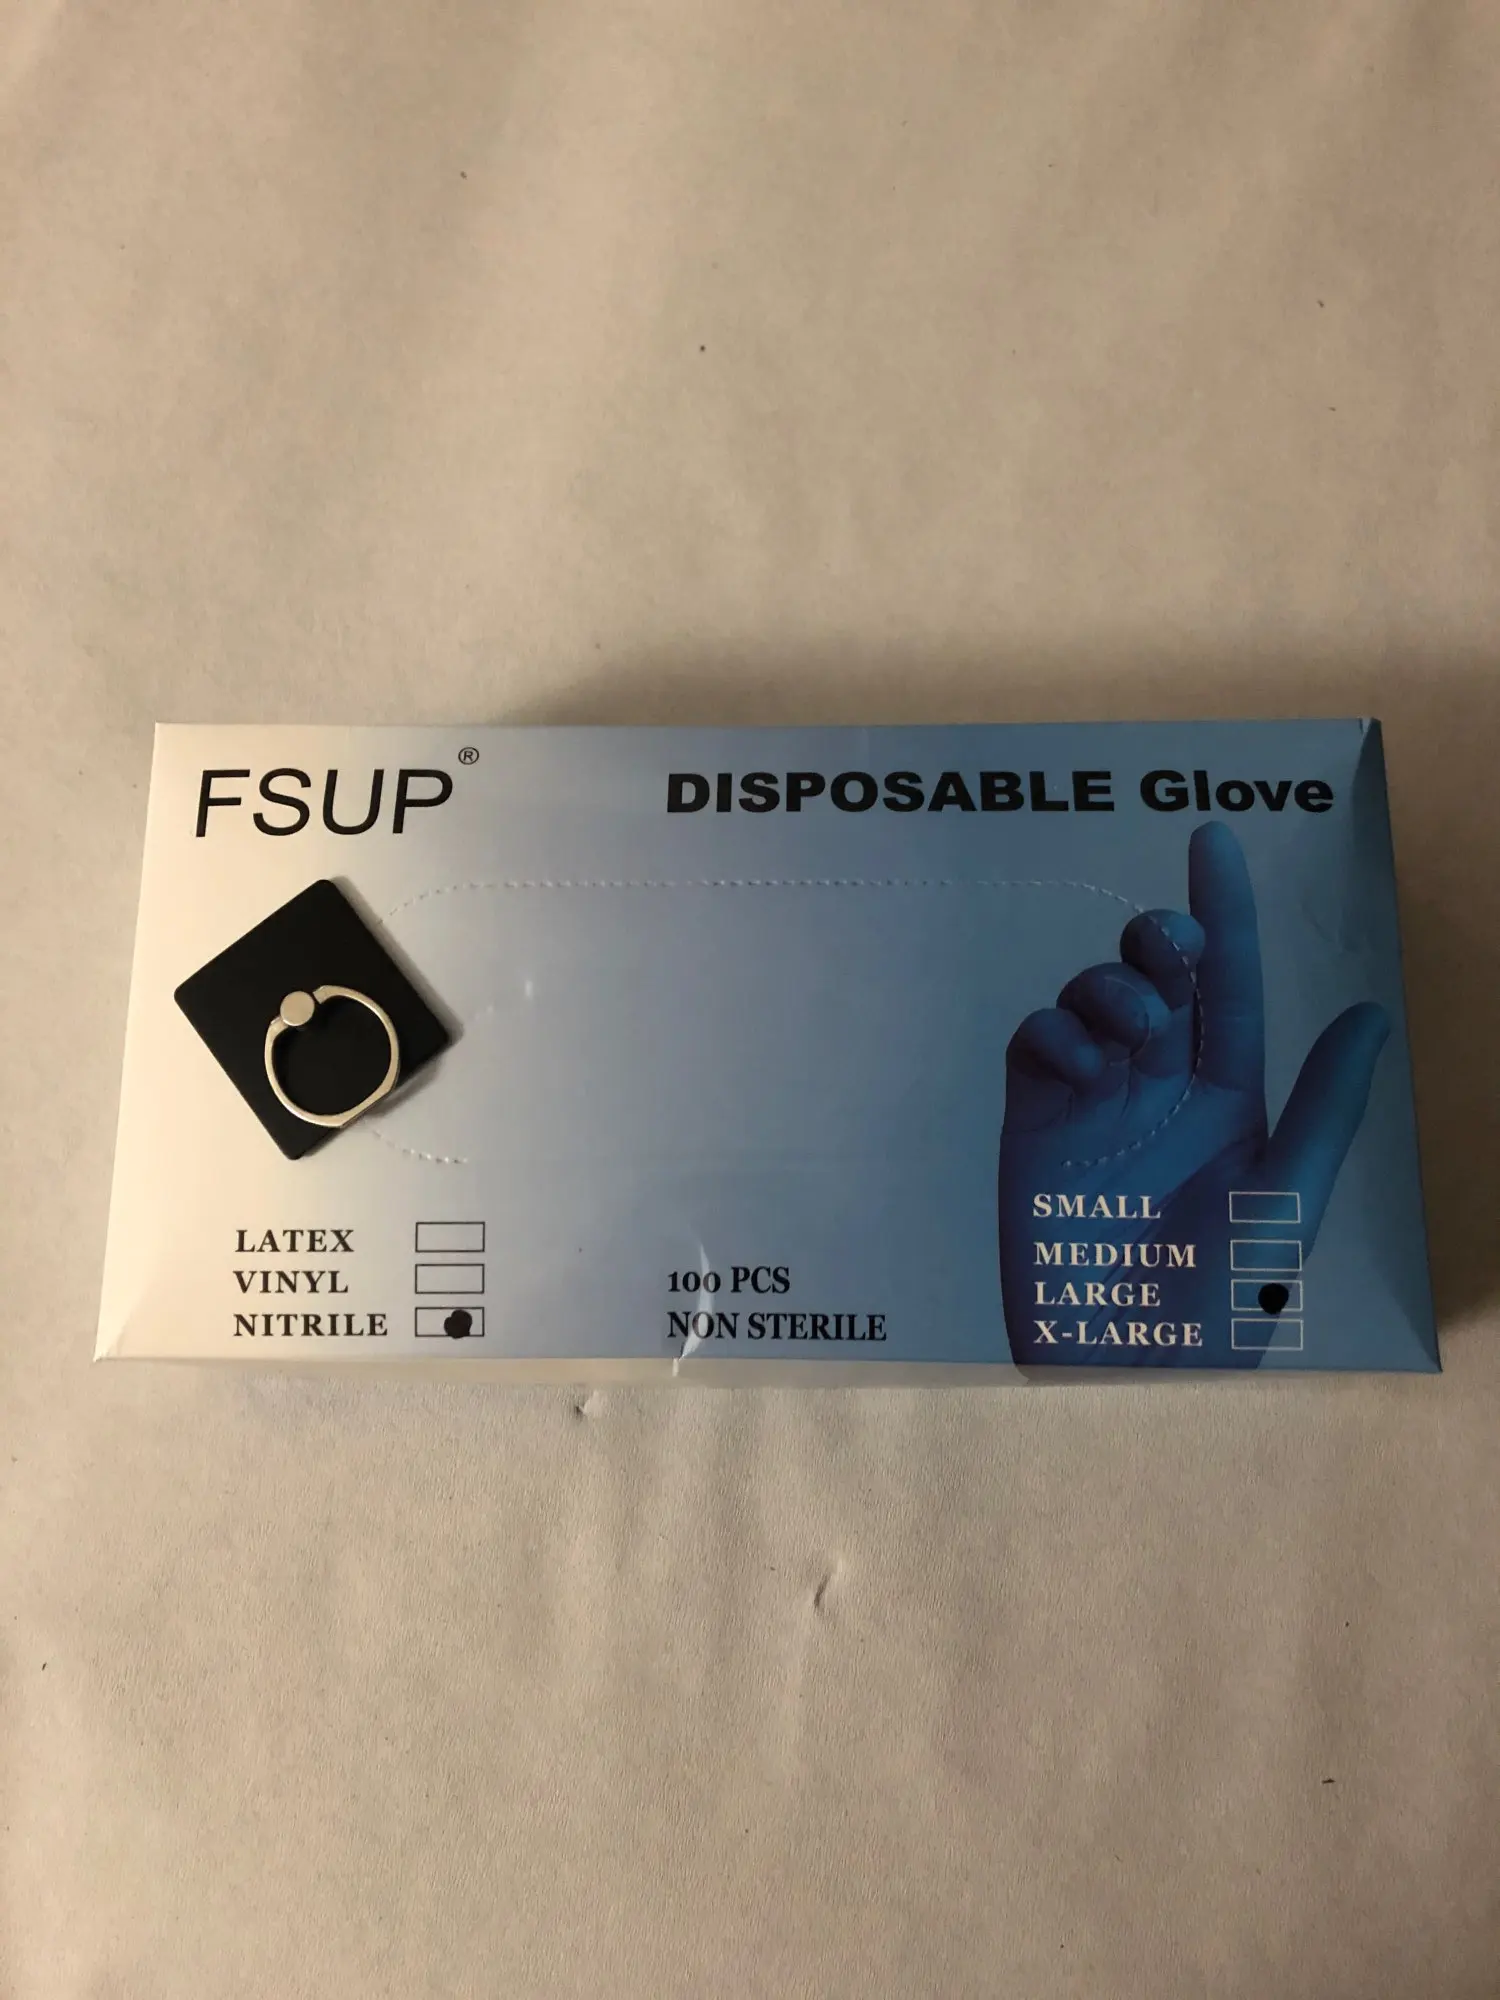 FSUP®
DISPOSABLE Glove
LATEX
VINYL
NITRILE
100 PCS
NON STERILE
SMALL
MEDIUM
LARGE
X-LARGE